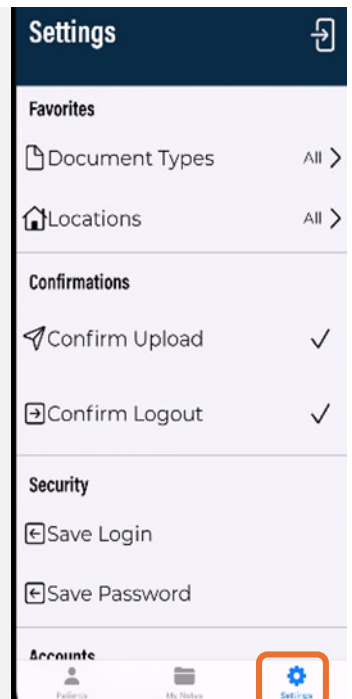 Settings
Favorites
Document Types All
Locations All
Confirmations
Confirm Upload
Confirm Logout
Security
Save Login
Save Password
Accounts
Patients My Notes Settings